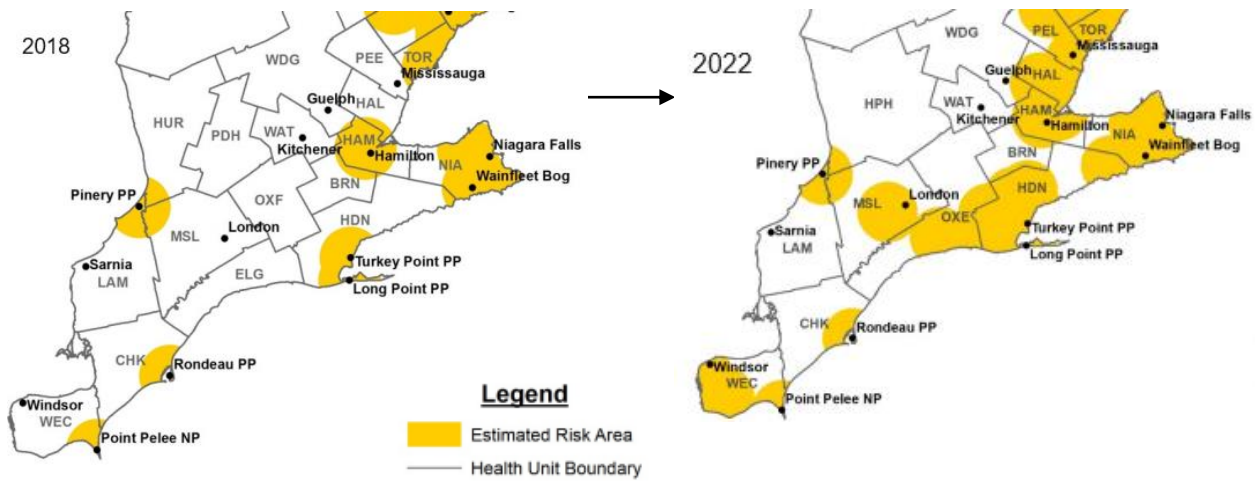 2018
WDG
PEE
TOR
Mississauga
Guelph
HAL
HUR
PDH
WAT
Kitchener
HAM
Hamilton
NIA
Niagara Falls
Wainfleet Bog
BRN
OXF
HDN
Pinery PP
MSL
London
Turkey Point PP
Sarnia
LAM
ELG
Long Point PP
CHK
Rondeau PP
Windsor
WEC
Point Pelee NP
Legend
Estimated Risk Area
Health Unit Boundary
2022
WDG
PEL
TOR
Mississauga
Guelph
HAL
HPH
WAT
Kitchener
HAM
Hamilton
NIA
Niagara Falls
Wainfleet Bog
BRN
Pinery PP
MSL
London
HDN
OXE
Turkey Point PP
Sarnia
LAM
Long Point PP
CHK
Rondeau PP
Windsor
WEC
Point Pelee NP